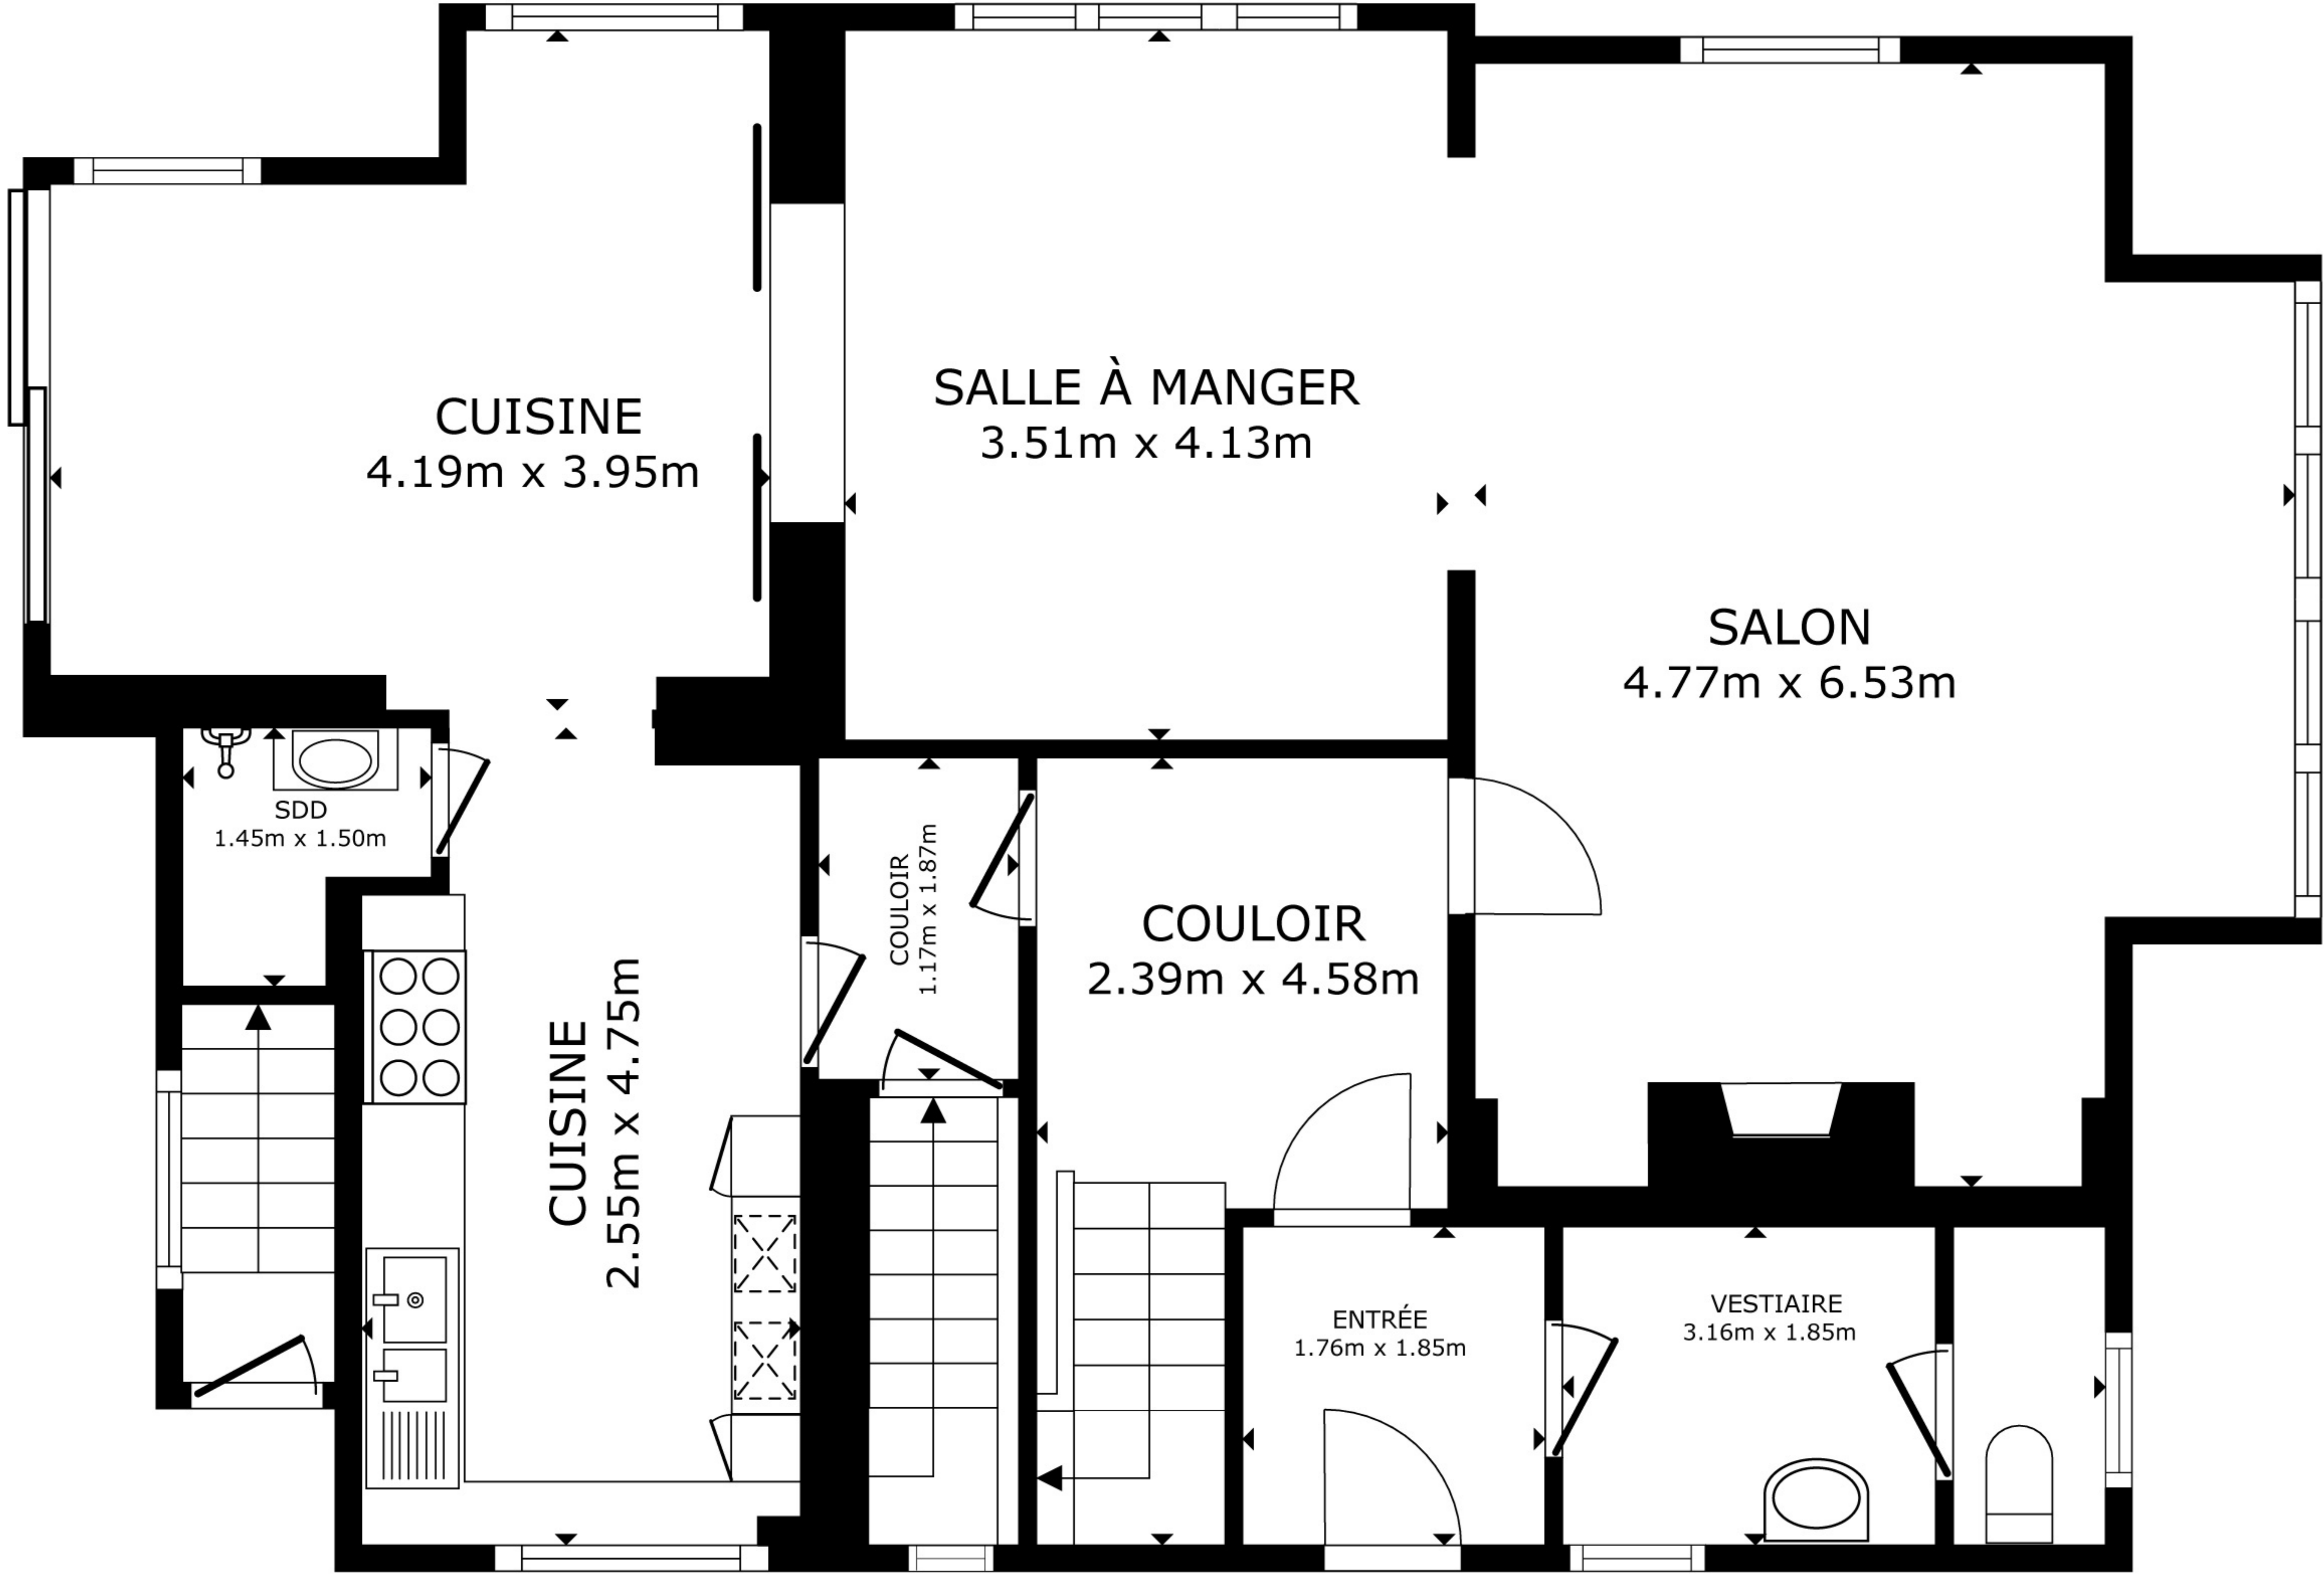 CUISINE
4.19m x 3.95m
SALLE À MANGER
3.51m x 4.13m
SALON
4.77m x 6.53m
SDD
1.45m x 1.50m
COULOIR
1.17m x 1.87m
COULOIR
2.39m x 4.58m
CUISINE
2.55m x 4.75m
ENTRÉE
1.76m x 1.85m
VESTIAIRE
3.16m x 1.85m